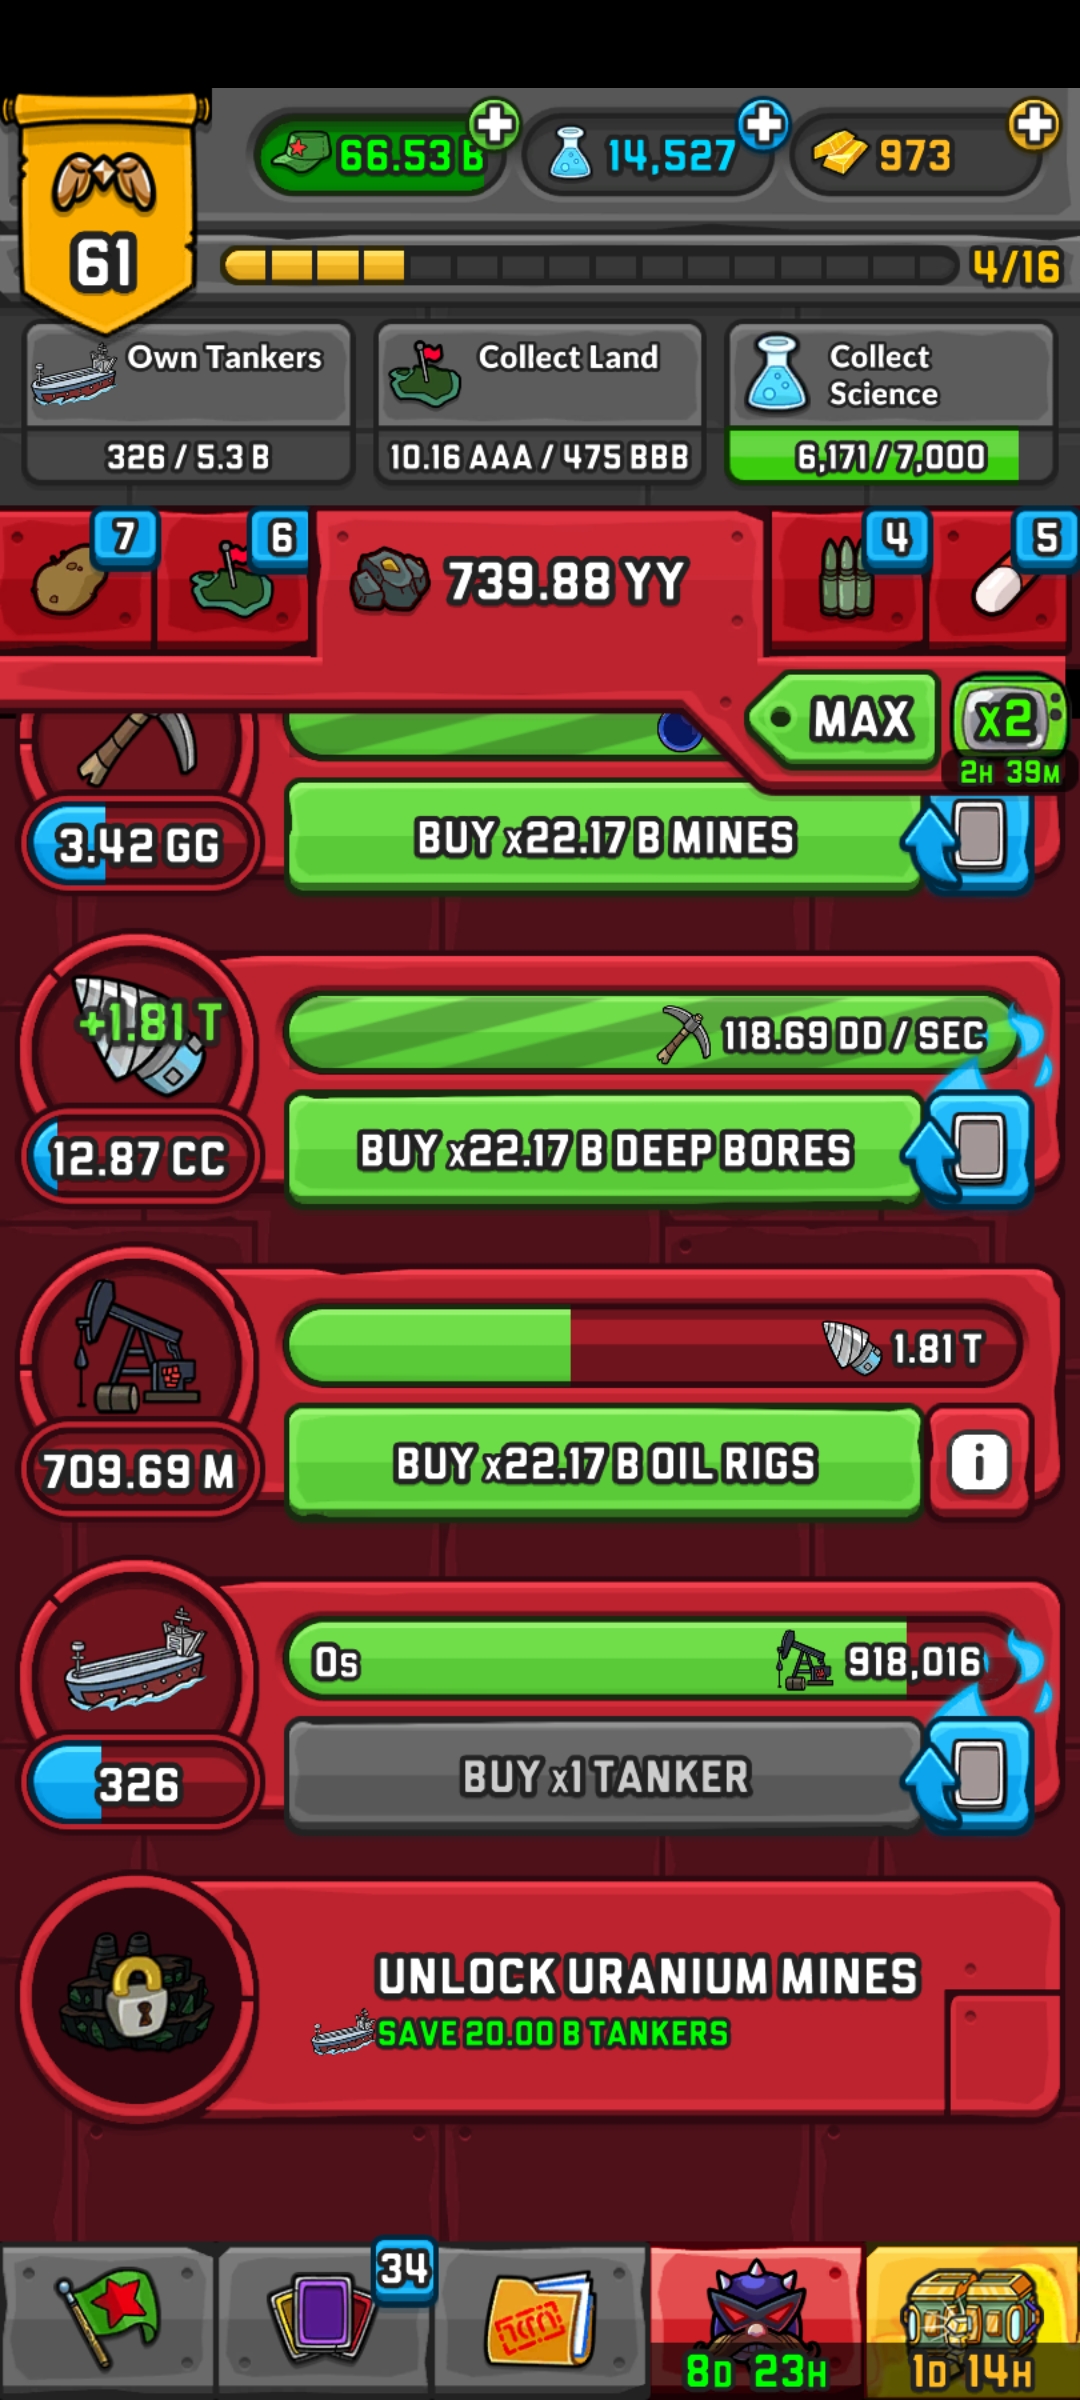 66.53 B
14,527
973
61
4/16
Own Tankers
326 / 5.3 B
Collect Land
10.16 AAA / 475 BBB
Collect
Science
6,171 / 7,000
7
6
739.88 YY
4
5
MAX
x2
2H 39M
3.42 GG
BUY x22.17 B MINES
+1.81 T
118.69 DD / SEC
12.87 CC
BUY x22.17 B DEEP BORES
1.81 T
709.69 M
BUY x22.17 B OIL RIGS
i
0s
918,016
326
BUY x1 TANKER
UNLOCK URANIUM MINES
SAVE 20.00 B TANKERS
34
8D 23H
1D 14H